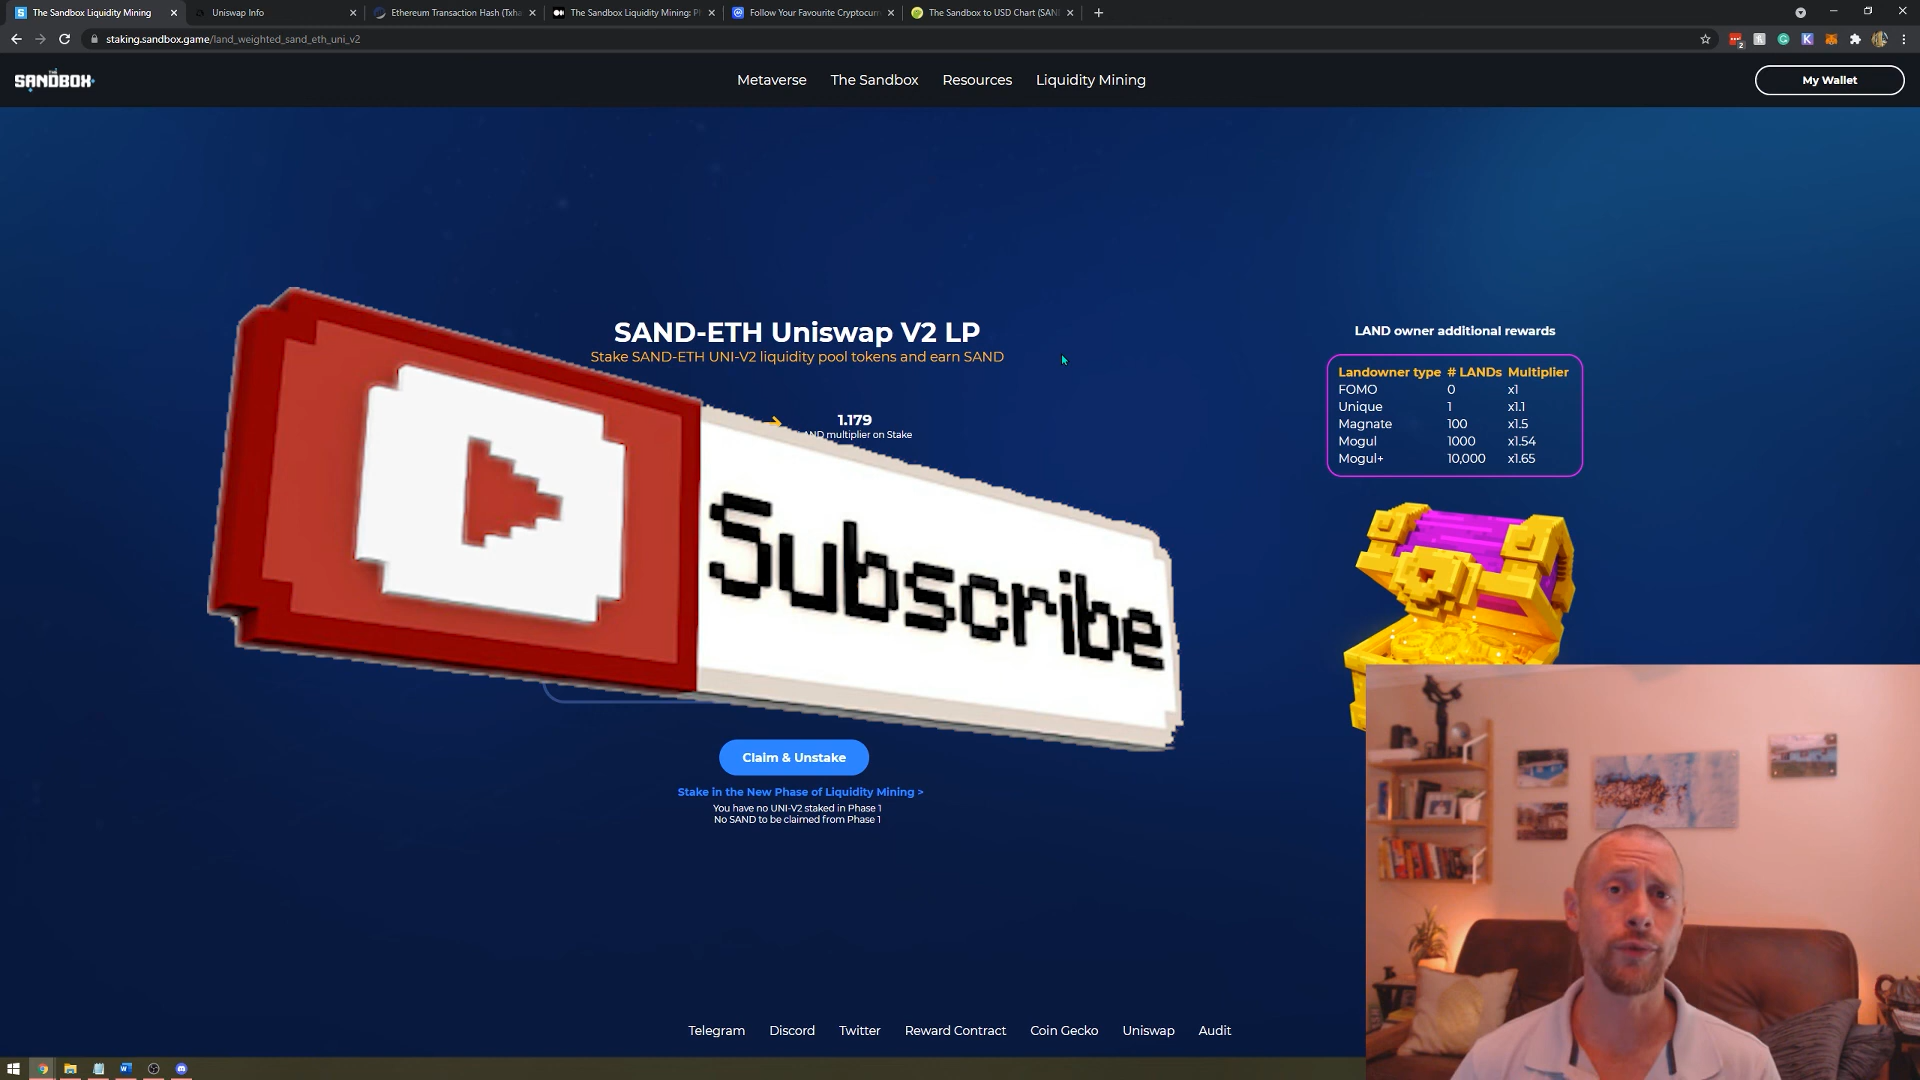 The Sandbox Liquidity Mining
Uniswap Info
Ethereum Transaction Hash (Txha
The Sandbox Liquidity Mining: P
Follow Your Favourite Cryptocurr
The Sandbox to USD Chart (SAN
staking.sandbox.game/land_weighted_sand_eth_uni_v2
THE SANDBOX
Metaverse
The Sandbox
Resources
Liquidity Mining
My Wallet
SAND-ETH Uniswap V2 LP
Stake SAND-ETH UNI-V2 liquidity pool tokens and earn SAND
1.179
AND multiplier on Stake
Subscribe
LAND owner additional rewards
Landowner type # LANDs Multiplier
FOMO 0 x1
Unique 1 x1.1
Magnate 100 x1.5
Mogul 1000 x1.54
Mogul+ 10,000 x1.65
Claim & Unstake
Stake in the New Phase of Liquidity Mining >
You have no UNI-V2 staked in Phase 1
No SAND to be claimed from Phase 1
Telegram
Discord
Twitter
Reward Contract
Coin Gecko
Uniswap
Audit